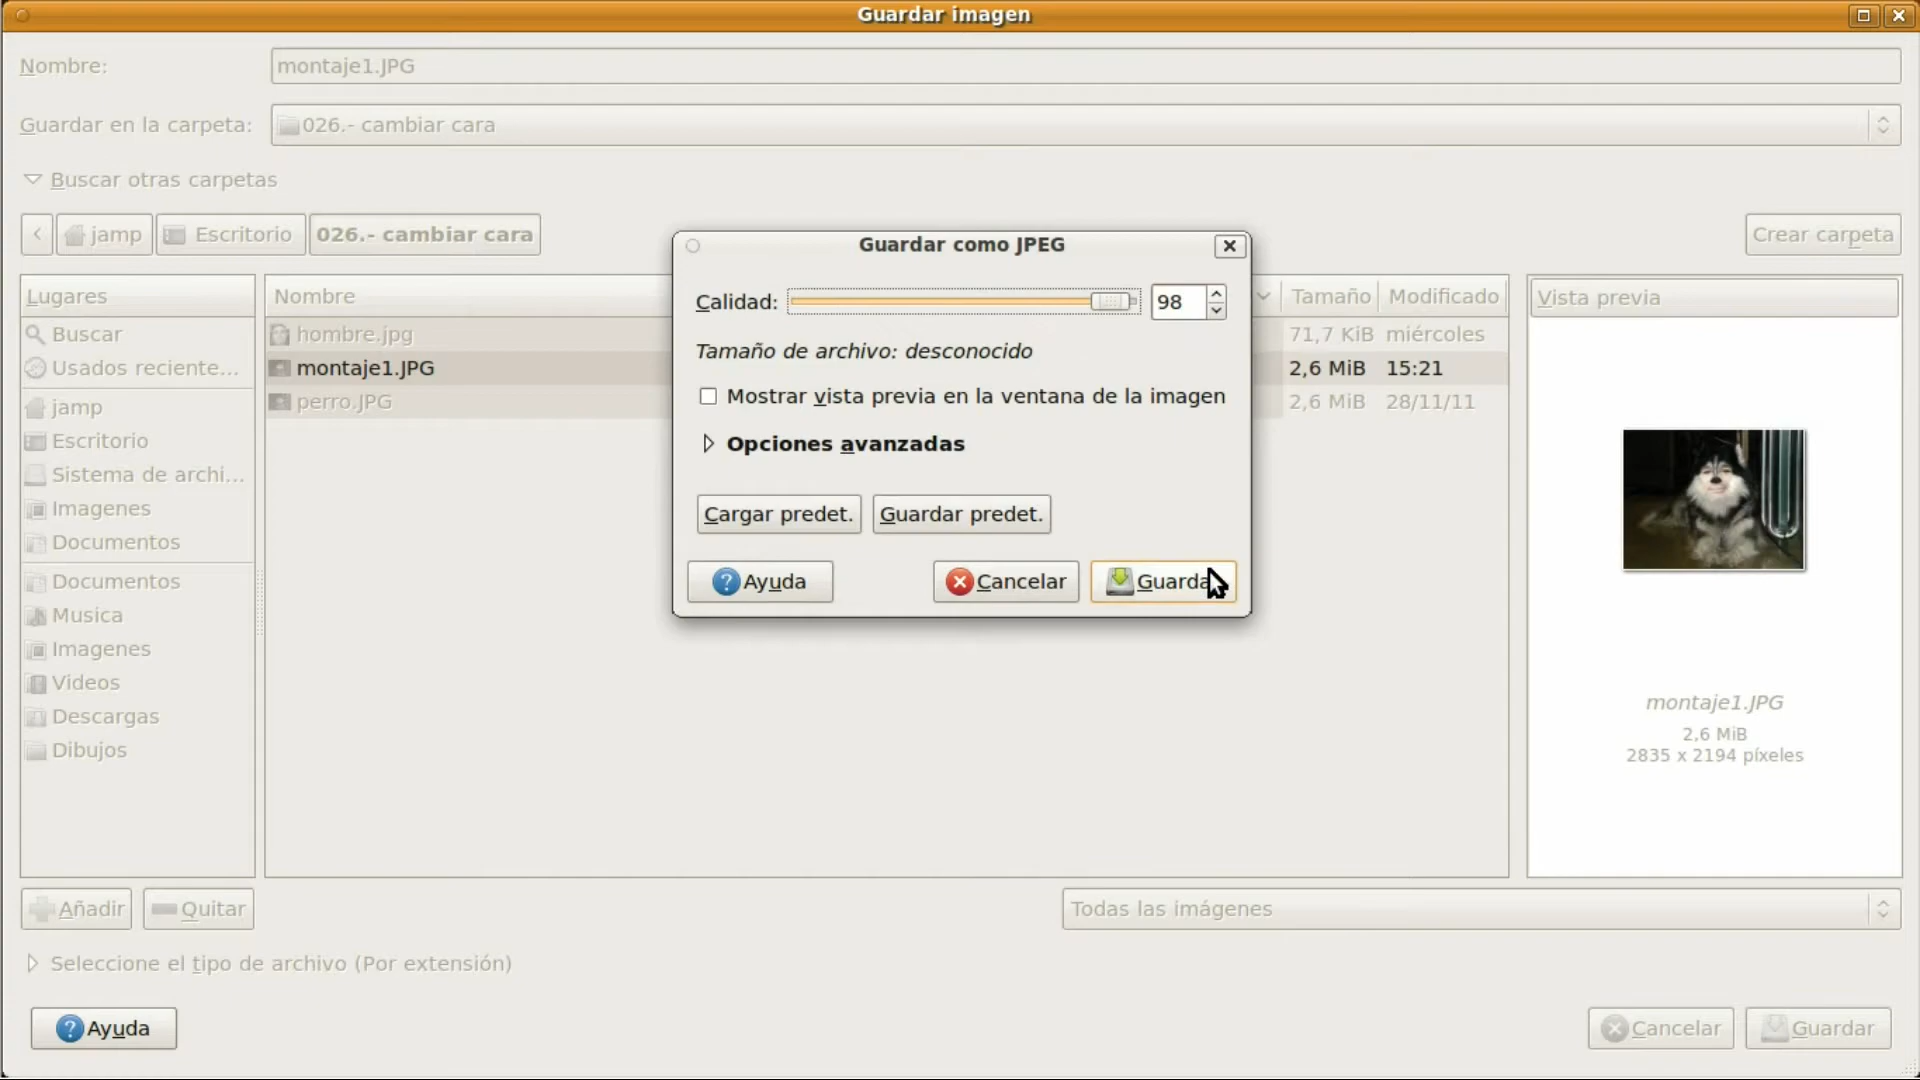 Guardar imagen
Nombre:
montaje1.JPG
Guardar en la carpeta:
026.- cambiar cara
Buscar otras carpetas
jamp
Escritorio
026.- cambiar cara
Crear carpeta
Lugares
Buscar
Usados reciente...
jamp
Escritorio
Sistema de archi...
Imagenes
Documentos
Documentos
Musica
Imagenes
Videos
Descargas
Dibujos
Nombre
Tamaño
Modificado
hombre.jpg
71,7 KiB
miércoles
montaje1.JPG
2,6 MiB
15:21
perro.JPG
2,6 MiB
28/11/11
Guardar como JPEG
Calidad:
98
Tamaño de archivo: desconocido
Mostrar vista previa en la ventana de la imagen
Opciones avanzadas
Cargar predet.
Guardar predet.
Ayuda
Cancelar
Guarda
Vista previa
montaje1.JPG
2,6 MiB
2835 x 2194 píxeles
Añadir
Quitar
Todas las imágenes
Seleccione el tipo de archivo (Por extensión)
Ayuda
Cancelar
Guardar